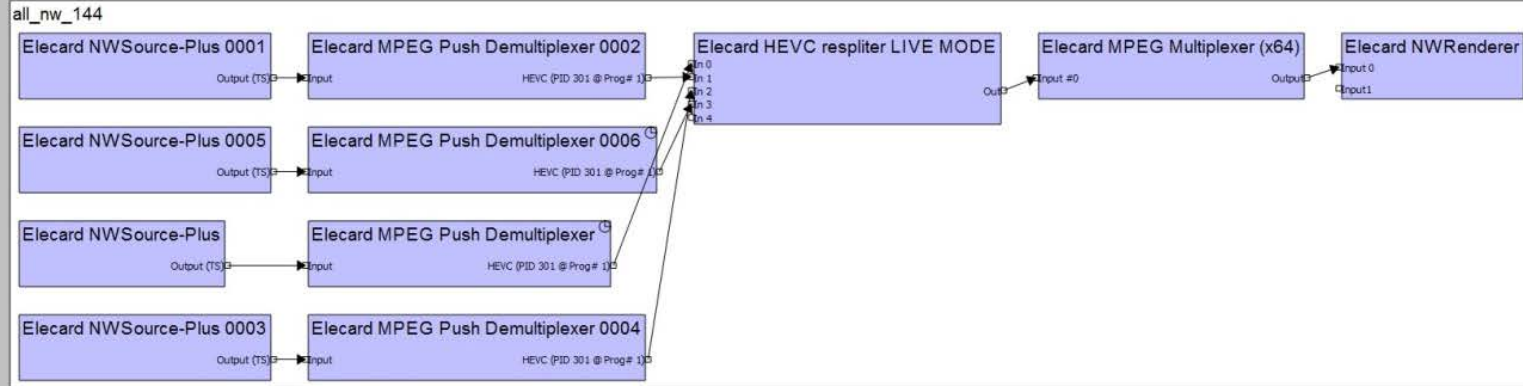 all_nw_144
Elecard NWSource-Plus 0001
Output (TS)
Elecard MPEG Push Demultiplexer 0002
Input
HEVC (PID 301 @ Prog# 1)
Elecard HEVC respliter LIVE MODE
In 0
In 1
In 2
In 3
In 4
Out
Elecard MPEG Multiplexer (x64)
Input #0
Output
Elecard NWRenderer
Input 0
Input1
Elecard NWSource-Plus 0005
Output (TS)
Elecard MPEG Push Demultiplexer 0006
Input
HEVC (PID 301 @ Prog# 1)
Elecard NWSource-Plus
Output (TS)
Elecard MPEG Push Demultiplexer
Input
HEVC (PID 301 @ Prog# 1)
Elecard NWSource-Plus 0003
Output (TS)
Elecard MPEG Push Demultiplexer 0004
Input
HEVC (PID 301 @ Prog# 1)